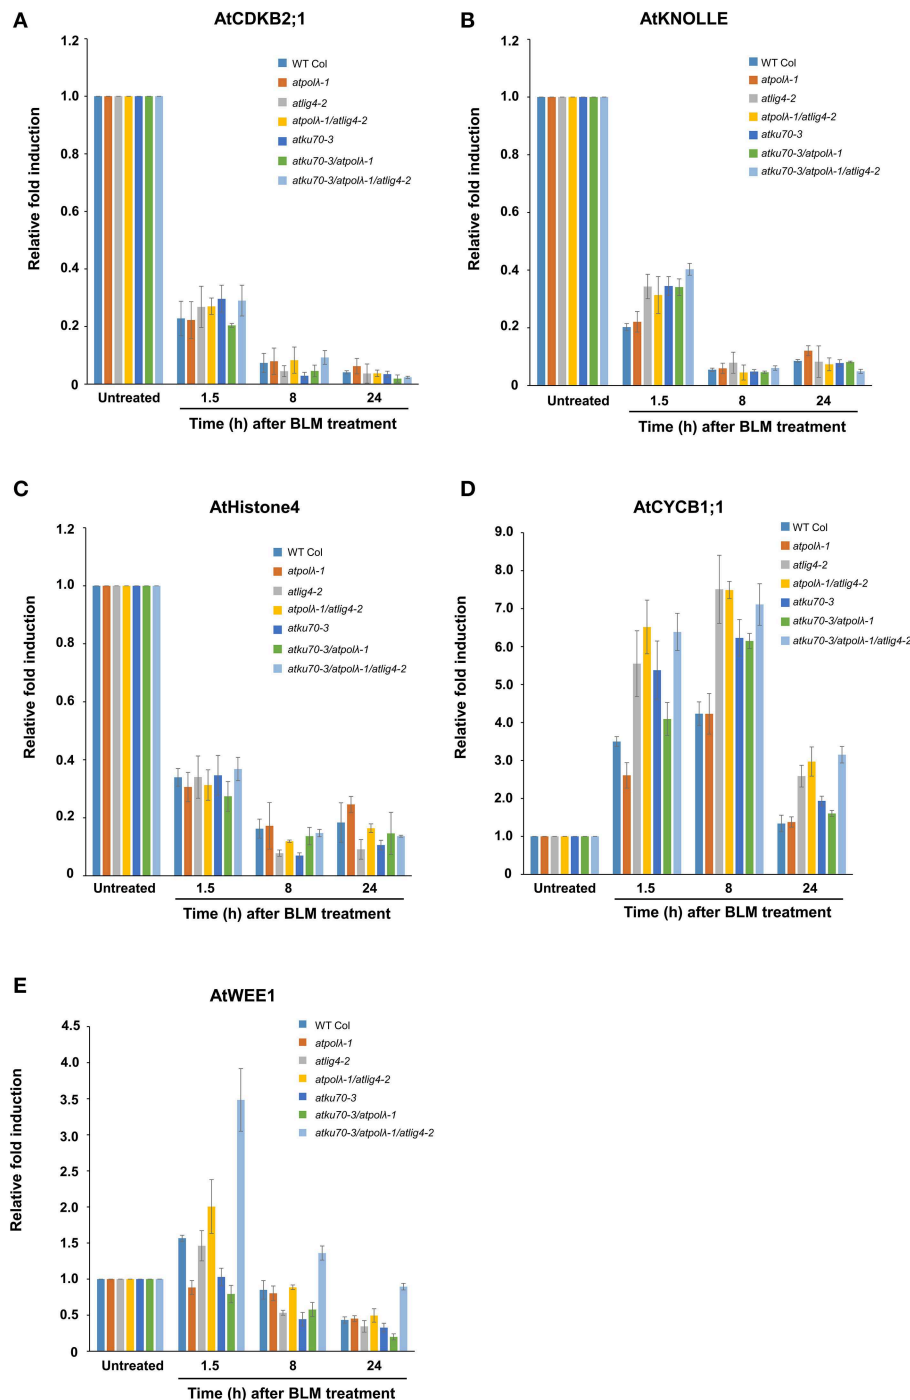 A
AtCDKB2;1
Relative fold induction
1.2
1.0
0.8
0.6
0.4
0.2
0
WT Col
atpolλ-1
atlig4-2
atpolλ-1/atlig4-2
atku70-3
atku70-3/atpolλ-1
atku70-3/atpolλ-1/atlig4-2
Untreated
1.5
8
24
Time (h) after BLM treatment
B
AtKNOLLE
Relative fold induction
1.2
1.0
0.8
0.6
0.4
0.2
0
WT Col
atpolλ-1
atlig4-2
atpolλ-1/atlig4-2
atku70-3
atku70-3/atpolλ-1
atku70-3/atpolλ-1/atlig4-2
Untreated
1.5
8
24
Time (h) after BLM treatment
C
AtHistone4
Relative fold induction
1.2
1.0
0.8
0.6
0.4
0.2
0
WT Col
atpolλ-1
atlig4-2
atpolλ-1/atlig4-2
atku70-3
atku70-3/atpolλ-1
atku70-3/atpolλ-1/atlig4-2
Untreated
1.5
8
24
Time (h) after BLM treatment
D
AtCYCB1;1
Relative fold induction
9.0
8.0
7.0
6.0
5.0
4.0
3.0
2.0
1.0
0
WT Col
atpolλ-1
atlig4-2
atpolλ-1/atlig4-2
atku70-3
atku70-3/atpolλ-1
atku70-3/atpolλ-1/atlig4-2
Untreated
1.5
8
24
Time (h) after BLM treatment
E
AtWEE1
Relative fold induction
4.5
4.0
3.5
3.0
2.5
2.0
1.5
1.0
0.5
0
WT Col
atpolλ-1
atlig4-2
atpolλ-1/atlig4-2
atku70-3
atku70-3/atpolλ-1
atku70-3/atpolλ-1/atlig4-2
Untreated
1.5
8
24
Time (h) after BLM treatment